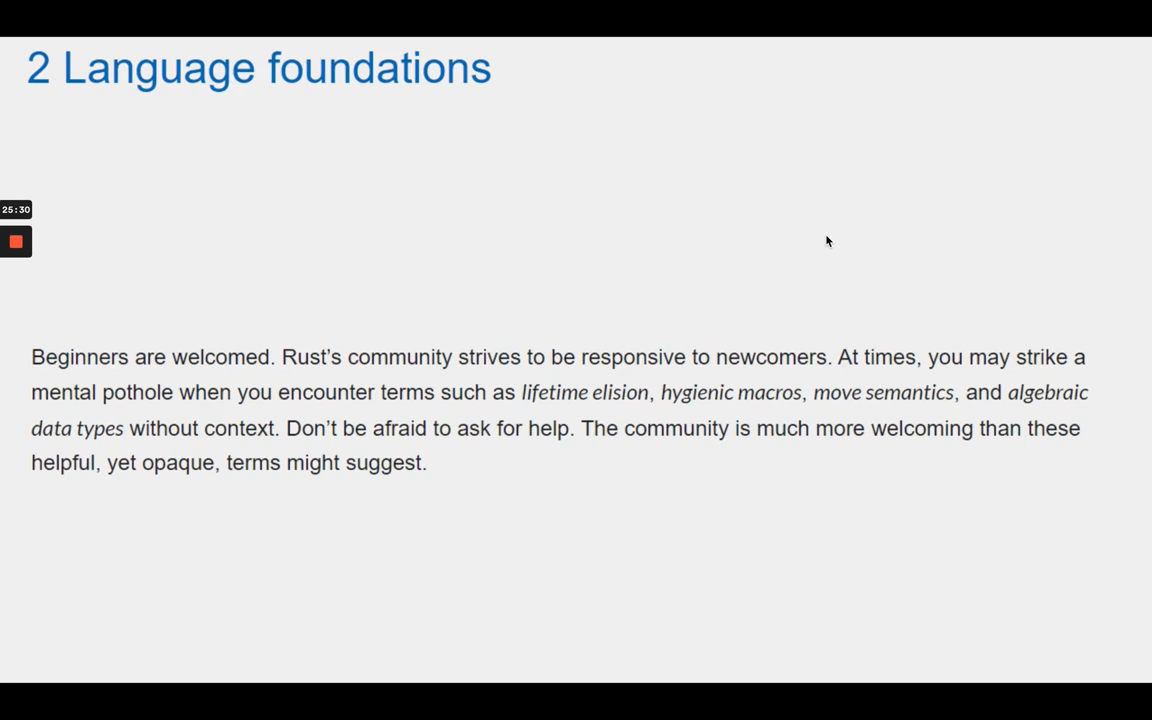 2 Language foundations
25:30
Beginners are welcomed. Rust’s community strives to be responsive to newcomers. At times, you may strike a
mental pothole when you encounter terms such as lifetime elision, hygienic macros, move semantics, and algebraic
data types without context. Don’t be afraid to ask for help. The community is much more welcoming than these
helpful, yet opaque, terms might suggest.